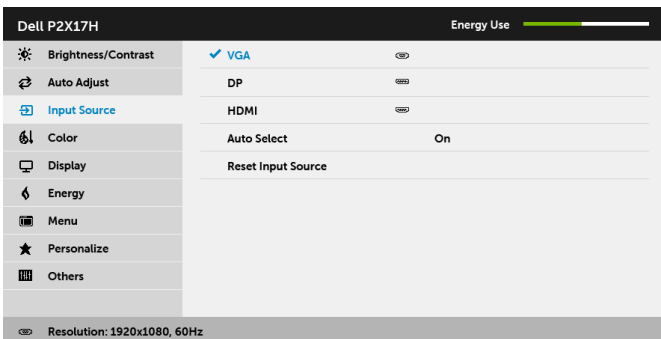 Dell P2X17H Energy Use
Brightness/Contrast VGA
Auto Adjust DP
Input Source HDMI
Color Auto Select On
Display Reset Input Source
Energy
Menu
Personalize
Others
Resolution: 1920x1080, 60Hz